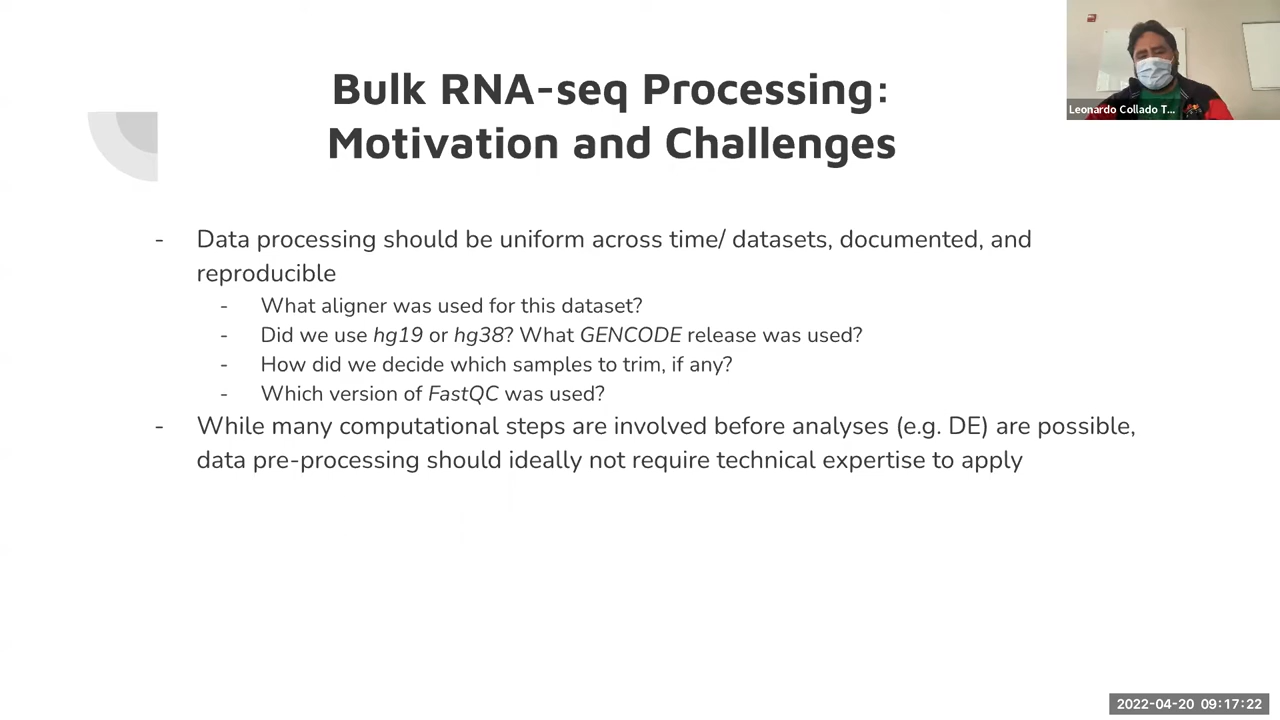 Bulk RNA-seq Processing:
Motivation and Challenges
Leonardo Collado T...
- Data processing should be uniform across time/ datasets, documented, and
reproducible
- What aligner was used for this dataset?
- Did we use hg19 or hg38? What GENCODE release was used?
- How did we decide which samples to trim, if any?
- Which version of FastQC was used?
- While many computational steps are involved before analyses (e.g. DE) are possible,
data pre-processing should ideally not require technical expertise to apply
2022-04-20 09:17:22